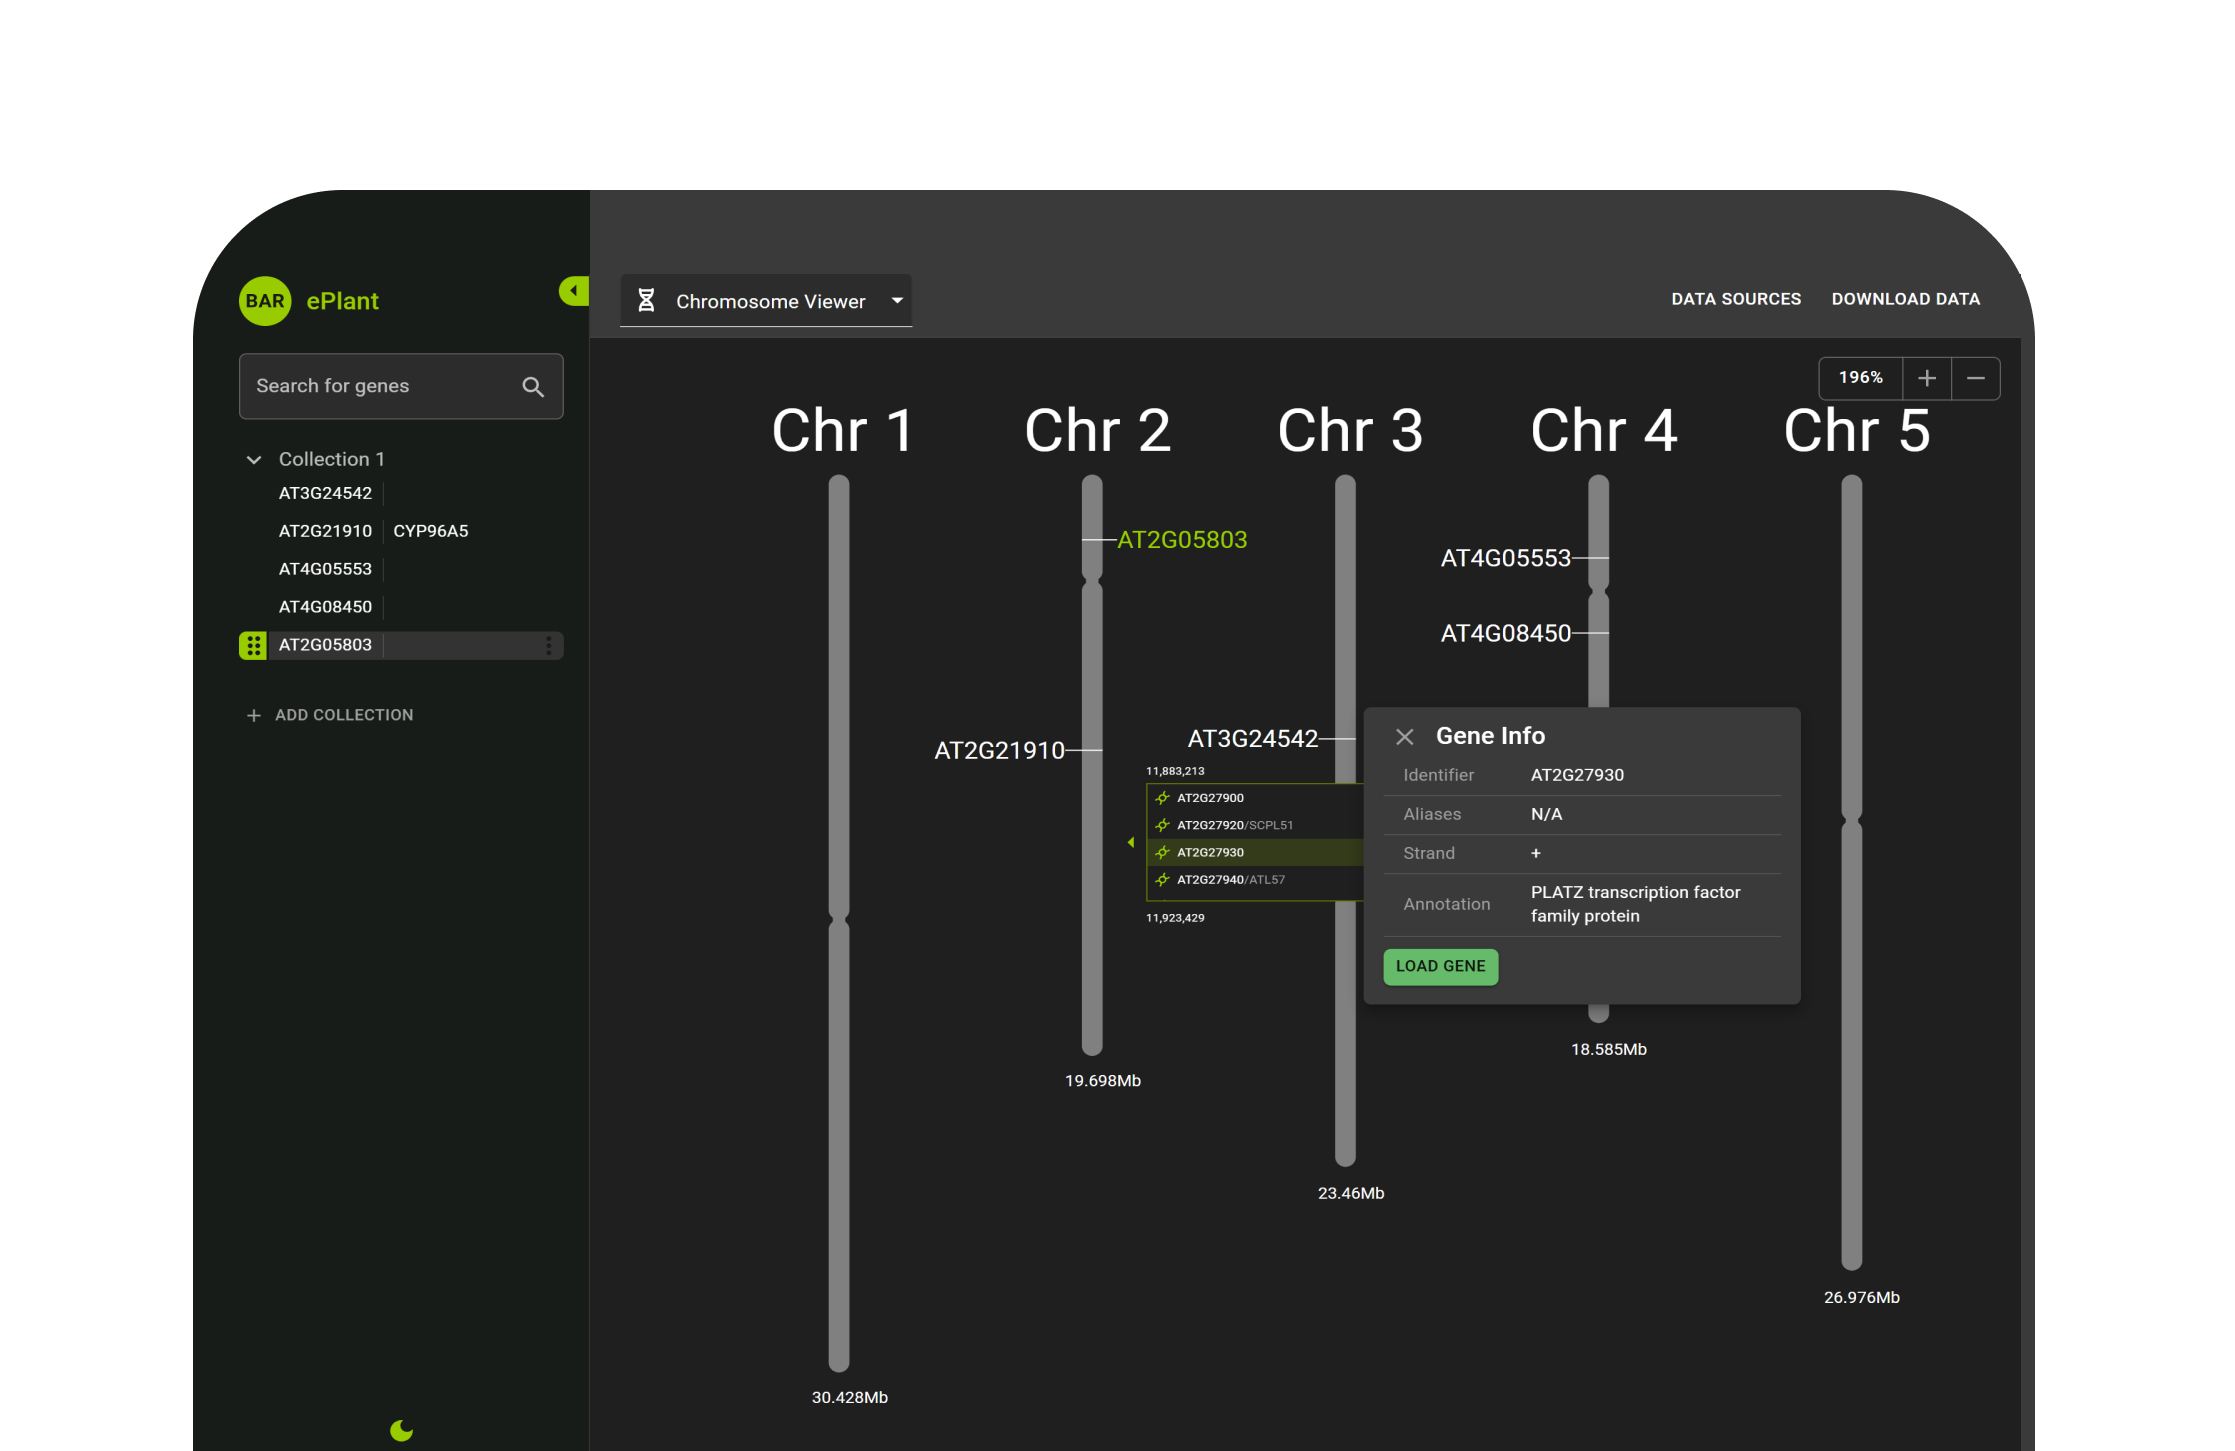 BAR ePlant
Chromosome Viewer
DATA SOURCES DOWNLOAD DATA
Search for genes
196% + −
Collection 1
AT3G24542
AT2G21910 CYP96A5
AT4G05553
AT4G08450
AT2G05803
+ ADD COLLECTION
Chr 1 Chr 2 Chr 3 Chr 4 Chr 5
AT2G05803
AT4G05553
AT4G08450
AT3G24542
AT2G21910
11,883,213
AT2G27900
AT2G27920/SCPL51
AT2G27930
AT2G27940/ATL57
11,923,429
Gene Info
Identifier AT2G27930
Aliases N/A
Strand +
Annotation PLATZ transcription factor
family protein
LOAD GENE
18.585Mb
19.698Mb
23.46Mb
26.976Mb
30.428Mb